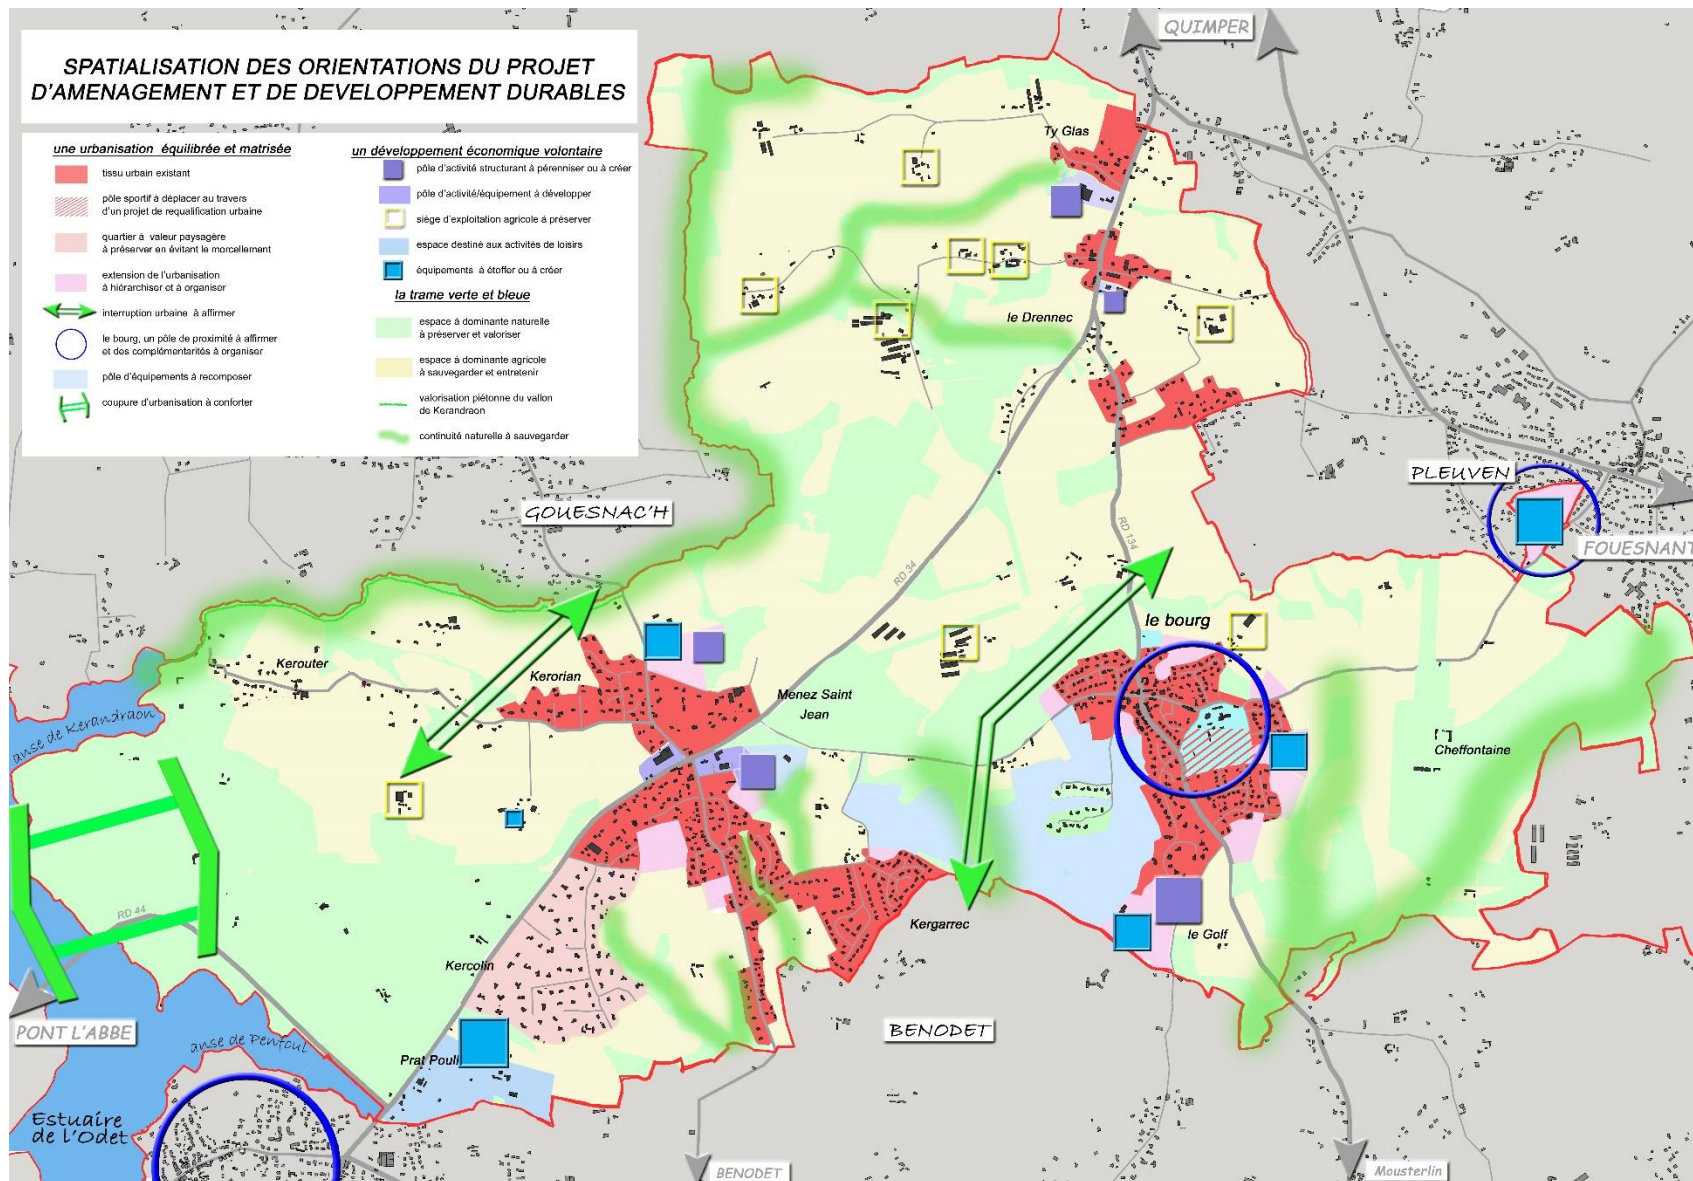 SPATIALISATION DES ORIENTATIONS DU PROJET
D'AMENAGEMENT ET DE DEVELOPPEMENT DURABLES
une urbanisation équilibrée et matrisée
tissu urbain existant
pôle sportif à déplacer au travers
d'un projet de requalification urbaine
quartier à valeur paysagère
à préserver en évitant le morcellement
extension de l'urbanisation
à hiérarchiser et à organiser
interruption urbaine à affirmer
le bourg, un pôle de proximité à affirmer
et des complémentarités à organiser
pôle d'équipements à recomposer
coupure d'urbanisation à conforter
un développement économique volontaire
pôle d'activité structurant à pérenniser ou à créer
pôle d'activité/équipement à développer
siège d'exploitation agricole à préserver
espace destiné aux activités de loisirs
équipements à étoffer ou à créer
la trame verte et bleue
espace à dominante naturelle
à préserver et valoriser
espace à dominante agricole
à sauvegarder et entretenir
valorisation piétonne du vallon
de Kerandraon
continuité naturelle à sauvegarder
QUIMPER
Ty Glas
le Drennec
PLEUVEN
GOUESNAC'H
FOUESNANT
RD 134
RD 34
le bourg
Kerouter
Kerorian
Menez Saint
Jean
anse de Kerandraon
Cheffontaine
RD 44
Kergarrec
le Golf
Kercolin
PONT L'ABBE
BENODET
anse de Penfoul
Prat Poull
Estuaire
de l'Odet
BENODET
Mousterlin